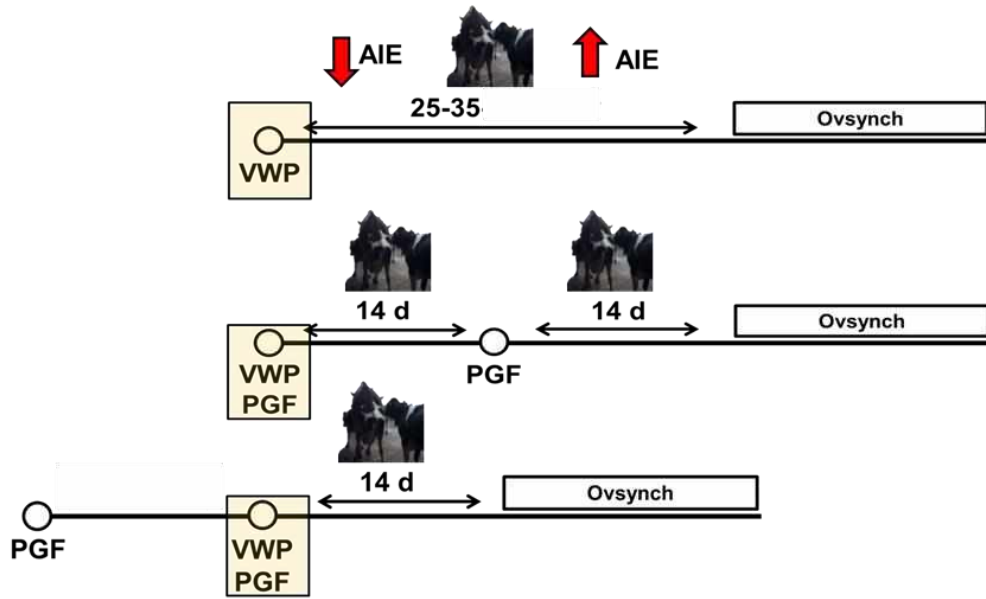 AIE
AIE
25-35
Ovsynch
VWP
14 d
14 d
Ovsynch
VWP
PGF
PGF
14 d
Ovsynch
PGF
VWP
PGF